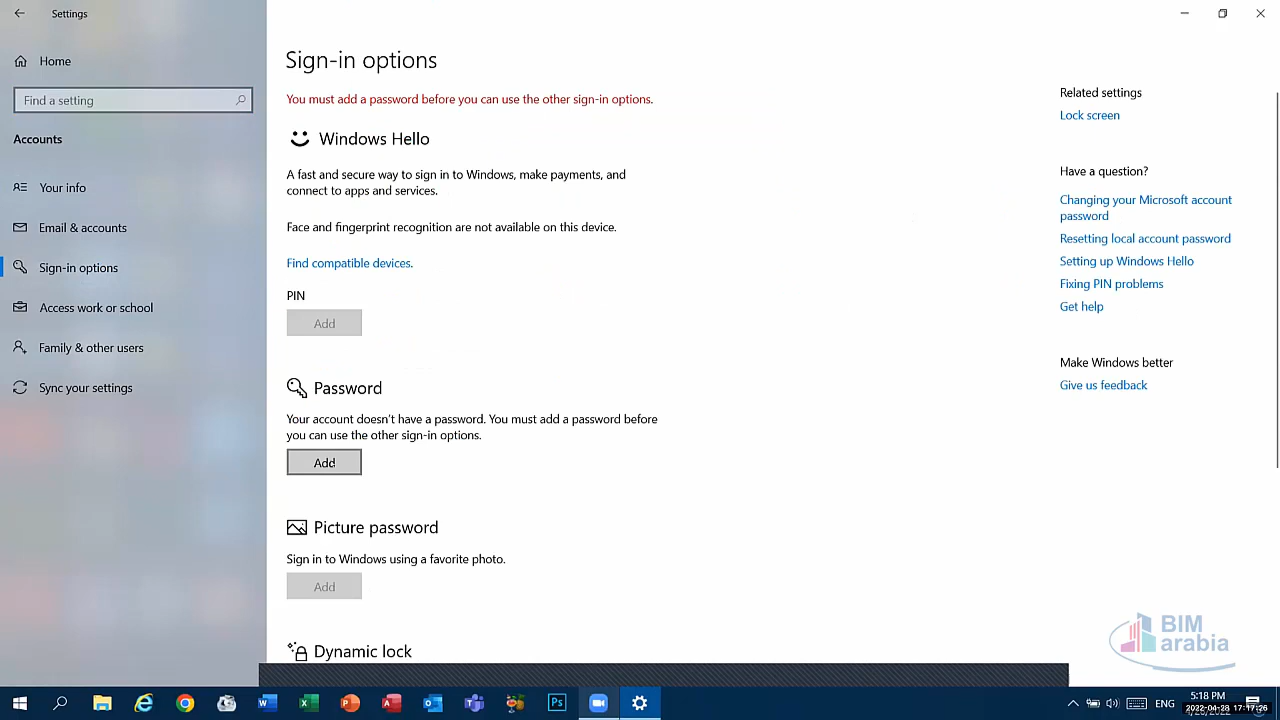 Settings
Home
Find a setting
Accounts
Your info
Email & accounts
Sign-in options
Access work or school
Family & other users
Sync your settings
Sign-in options
You must add a password before you can use the other sign-in options.
Windows Hello
A fast and secure way to sign in to Windows, make payments, and
connect to apps and services.
Face and fingerprint recognition are not available on this device.
Find compatible devices.
PIN
Add
Password
Your account doesn't have a password. You must add a password before
you can use the other sign-in options.
Add
Picture password
Sign in to Windows using a favorite photo.
Add
Dynamic lock
Related settings
Lock screen
Have a question?
Changing your Microsoft account
password
Resetting local account password
Setting up Windows Hello
Fixing PIN problems
Get help
Make Windows better
Give us feedback
BIM
arabia
Ps
ENG
5:18 PM
2022-04-28 17:17:26